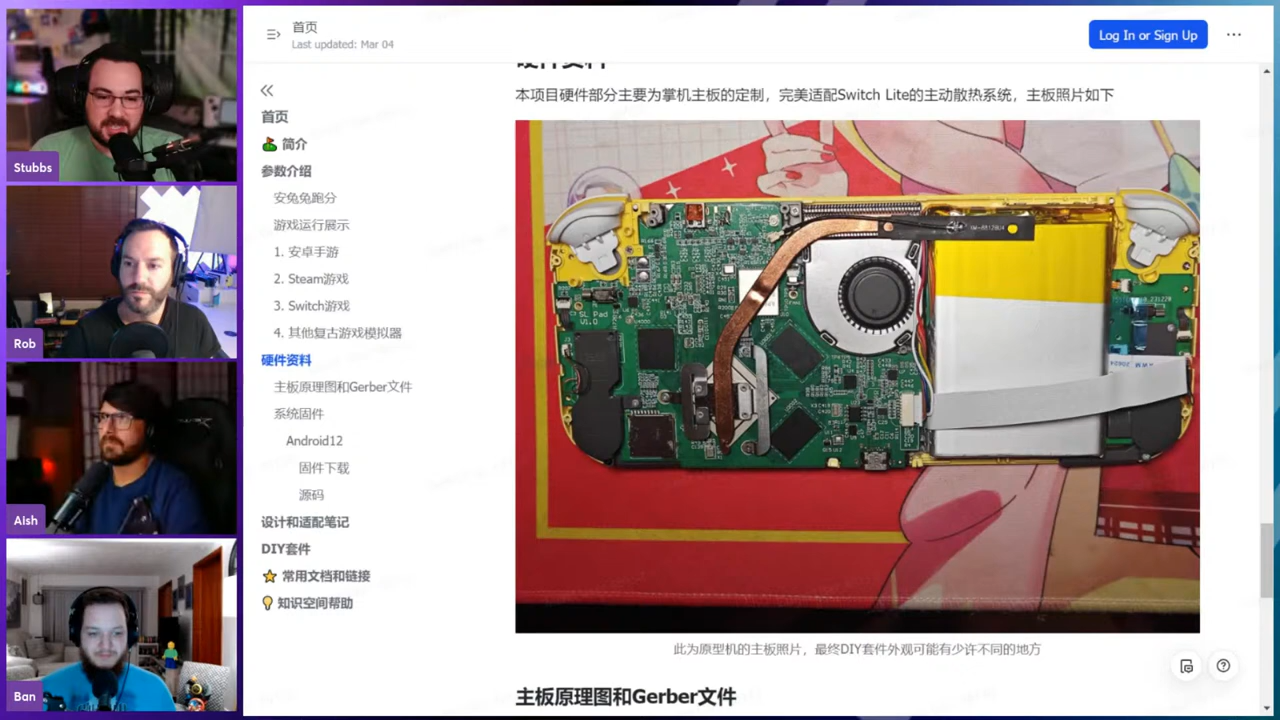 Stubbs
Rob
Aish
Ban
首页
Last updated: Mar 04
Log In or Sign Up
首页
简介
参数介绍
安兔兔跑分
游戏运行展示
1. 安卓手游
2. Steam游戏
3. Switch游戏
4. 其他复古游戏模拟器
硬件资料
主板原理图和Gerber文件
系统固件
Android12
固件下载
源码
设计和适配笔记
DIY套件
常用文档和链接
知识空间帮助
硬件资料
本项目硬件部分主要为掌机主板的定制，完美适配Switch Lite的主动散热系统，主板照片如下
SL Pad
V1.0
此为原型机的主板照片，最终DIY套件外观可能有少许不同的地方
主板原理图和Gerber文件